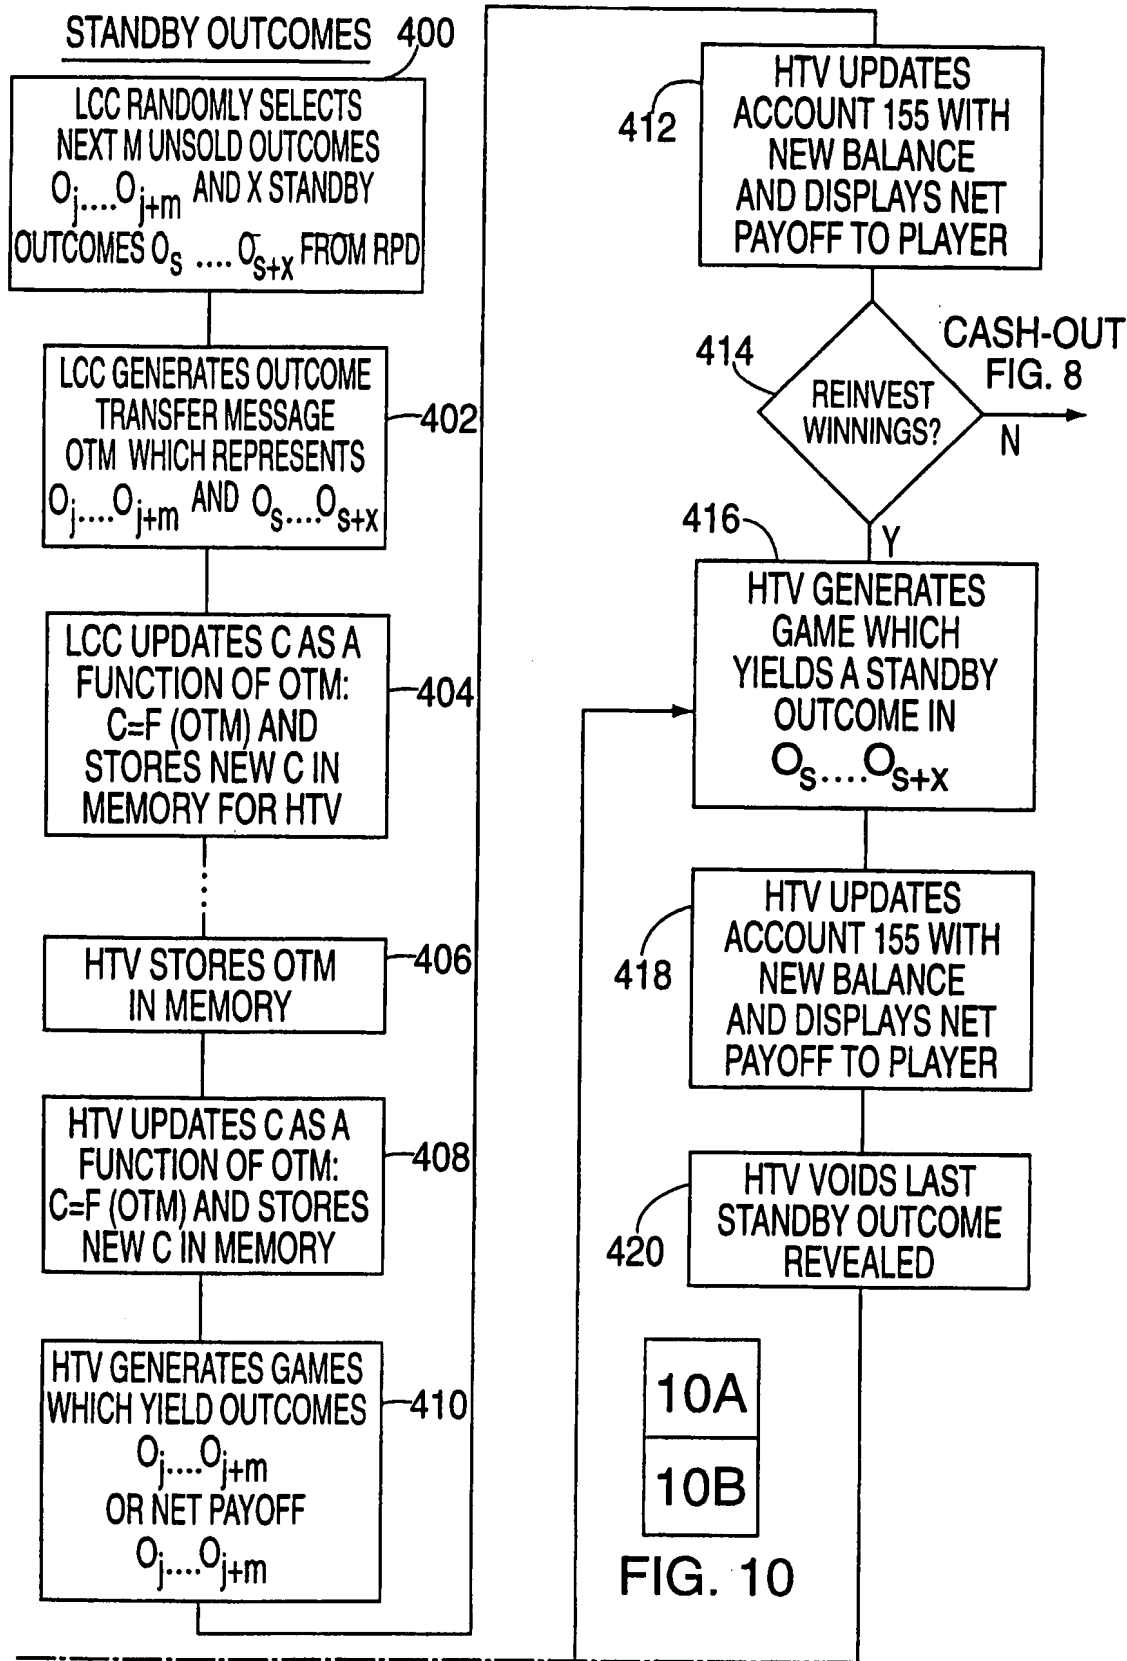 STANDBY OUTCOMES
400
LCC RANDOMLY SELECTS
NEXT M UNSOLD OUTCOMES
Oj....Oj+m AND X STANDBY
OUTCOMES Os ....Os+x FROM RPD
LCC GENERATES OUTCOME
TRANSFER MESSAGE
OTM WHICH REPRESENTS
Oj....Oj+m AND Os....Os+x
402
LCC UPDATES C AS A
FUNCTION OF OTM:
C=F (OTM) AND
STORES NEW C IN
MEMORY FOR HTV
404
HTV STORES OTM
IN MEMORY
406
HTV UPDATES C AS A
FUNCTION OF OTM:
C=F (OTM) AND STORES
NEW C IN MEMORY
408
HTV GENERATES GAMES
WHICH YIELD OUTCOMES
Oj....Oj+m
OR NET PAYOFF
Oj....Oj+m
410
412
HTV UPDATES
ACCOUNT 155 WITH
NEW BALANCE
AND DISPLAYS NET
PAYOFF TO PLAYER
414
REINVEST
WINNINGS?
CASH-OUT
FIG. 8
N
Y
416
HTV GENERATES
GAME WHICH
YIELDS A STANDBY
OUTCOME IN
Os....Os+x
418
HTV UPDATES
ACCOUNT 155 WITH
NEW BALANCE
AND DISPLAYS NET
PAYOFF TO PLAYER
420
HTV VOIDS LAST
STANDBY OUTCOME
REVEALED
10A
10B
FIG. 10